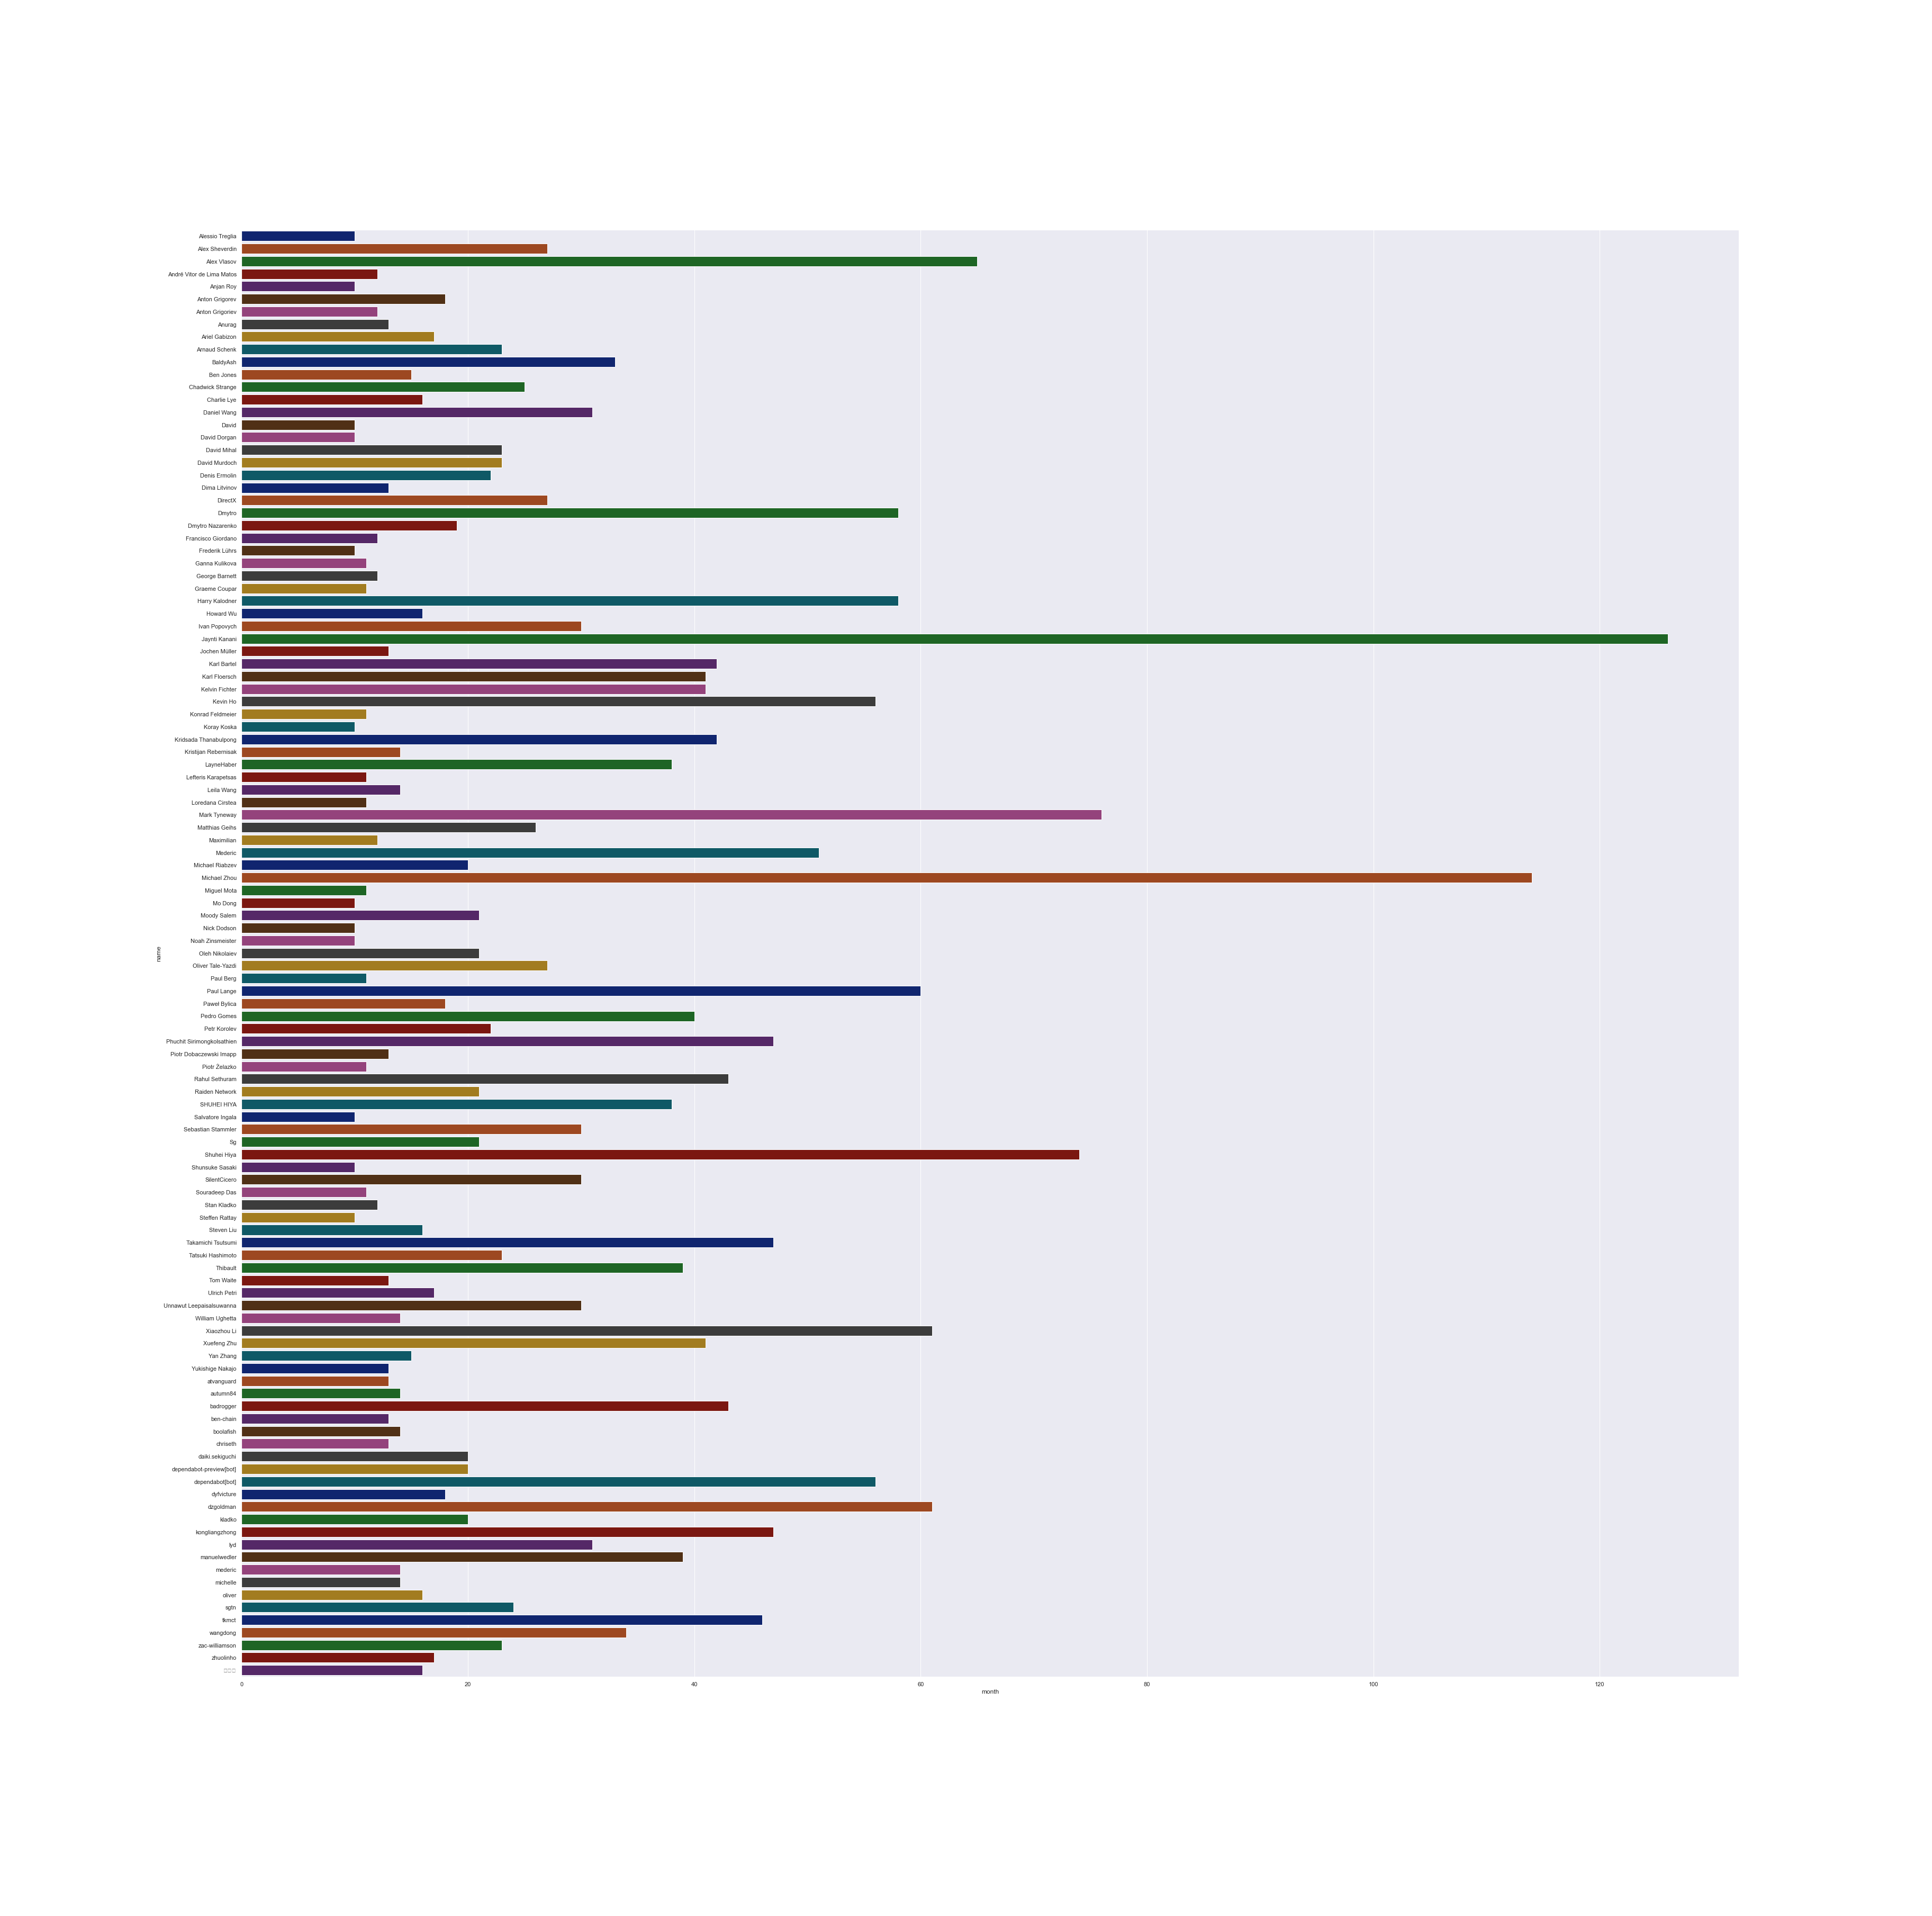 Alessio Treglia
Alex Sheverdin
Alex Vlasov
André Vitor de Lima Matos
Anjan Roy
Anton Grigorev
Anton Grigoriev
Anurag
Ariel Gabizon
Arnaud Schenk
BaldyAsh
Ben Jones
Chadwick Strange
Charlie Lye
Daniel Wang
David
David Dorgan
David Mihal
David Murdoch
Denis Ermolin
Dima Litvinov
DirectX
Dmytro
Dmytro Nazarenko
Francisco Giordano
Frederik Lührs
Ganna Kulikova
George Barnett
Graeme Coupar
Harry Kalodner
Howard Wu
Ivan Popovych
Jaynti Kanani
Jochen Müller
Karl Bartel
Karl Floersch
Kelvin Fichter
Kevin Ho
Konrad Feldmeier
Koray Koska
Kridsada Thanabulpong
Kristijan Rebernisak
LayneHaber
Lefteris Karapetsas
Leila Wang
Loredana Cirstea
Mark Tyneway
Matthias Geihs
Maximilian
Mederic
Michael Riabzev
Michael Zhou
Miguel Mota
Mo Dong
Moody Salem
Nick Dodson
Noah Zinsmeister
Oleh Nikolaiev
Oliver Tale-Yazdi
Paul Berg
Paul Lange
Paweł Bylica
Pedro Gomes
Petr Korolev
Phuchit Sirimongkolsathien
Piotr Dobaczewski Imapp
Piotr Żelazko
Rahul Sethuram
Raiden Network
SHUHEI HIYA
Salvatore Ingala
Sebastian Stammler
Sg
Shuhei Hiya
Shunsuke Sasaki
SilentCicero
Souradeep Das
Stan Kladko
Steffen Rattay
Steven Liu
Takamichi Tsutsumi
Tatsuki Hashimoto
Thibault
Tom Waite
Ulrich Petri
Unnawut Leepaisalsuwanna
William Ughetta
Xiaozhou Li
Xuefeng Zhu
Yan Zhang
Yukishige Nakajo
atvanguard
autumn84
badrogger
ben-chain
boolafish
chriseth
daiki.sekiguchi
dependabot-preview[bot]
dependabot[bot]
dyfvicture
dzgoldman
kladko
kongliangzhong
lyd
manuelwedler
mederic
michelle
oliver
sgtn
tkmct
wangdong
zac-williamson
zhuolinho
name
0 20 40 60 80 100 120
month